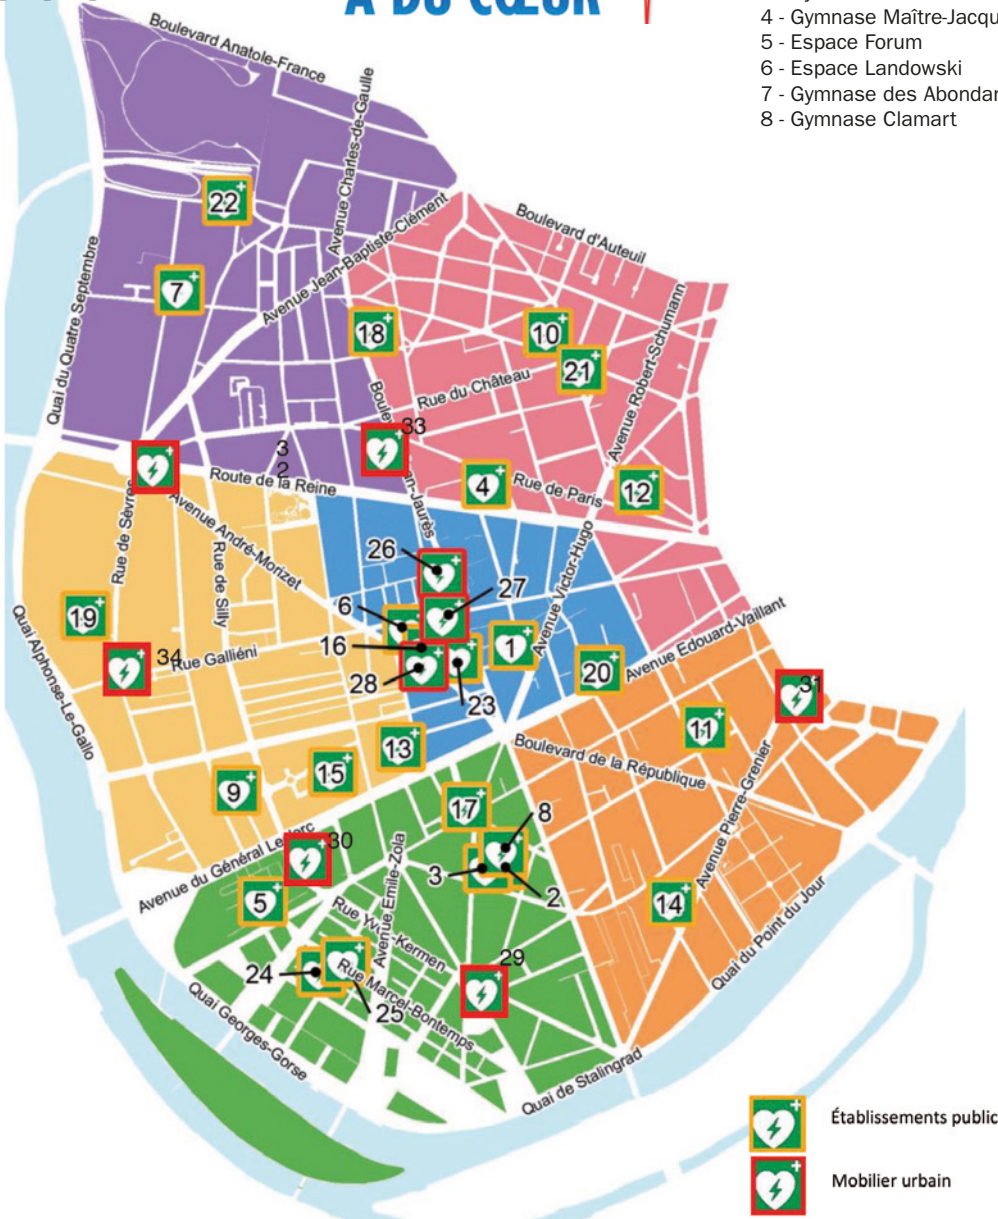 A DU CŒUR
4 - Gymnase Maître-Jacqu
5 - Espace Forum
6 - Espace Landowski
7 - Gymnase des Abondar
8 - Gymnase Clamart
Boulevard Anatole-France
Avenue Charles-de-Gaulle
22
Avenue Jean-Baptiste-Clément
Boulevard d'Auteuil
Quai du Quatre Septembre
7
18
10
21
Avenue Robert-Schumann
Rue du Château
33
3
2
Route de la Reine
4
Rue de Paris
12
Rue de Sèvres
Avenue André-Morizet
Rue de Silly
26
27
Avenue Victor-Hugo
6
19
16
1
34
Rue Galliéni
28
23
20
Avenue Edouard-Vaillant
31
Quai Alphonse-Le-Gallo
13
11
Boulevard de la République
15
9
Avenue Pierre-Grenier
17
8
Avenue du Général Leclerc
30
Avenue Emile-Zola
3
2
5
14
Rue Yves-Kermen
Quai du Point du Jour
24
29
Rue Marcel-Bontemps
25
Quai Georges-Gorse
Quai de Stalingrad
Établissements public
Mobilier urbain